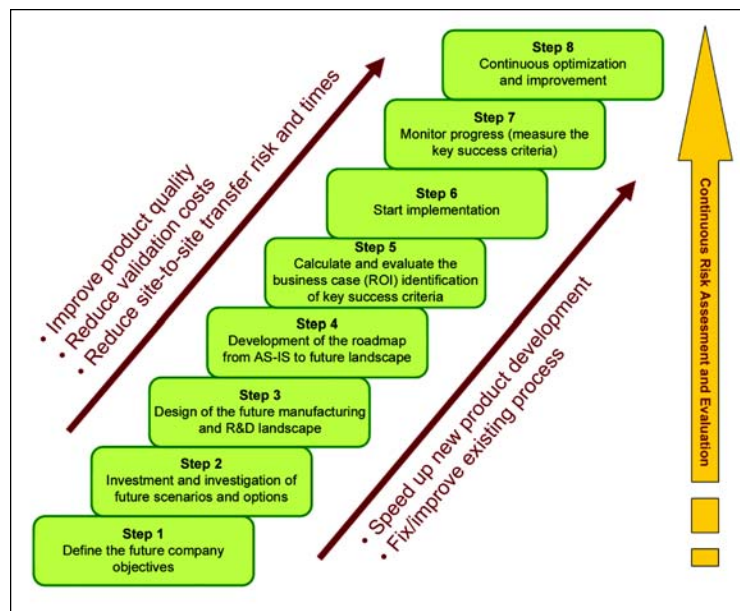 Step 8
Continuous optimization
and improvement
Step 7
Monitor progress (measure the
key success criteria)
Step 6
Start implementation
Step 5
Calculate and evaluate the
business case (ROI) identification
of key success criteria
Step 4
Development of the roadmap
from AS-IS to future landscape
Step 3
Design of the future manufacturing
and R&D landscape
Step 2
Investment and investigation of
future scenarios and options
Step 1
Define the future company
objectives
• Improve product quality
• Reduce validation costs
• Reduce site-to-site transfer risk and times
• Speed up new product development
• Fix/improve existing process
Continuous Risk Assesment and Evaluation